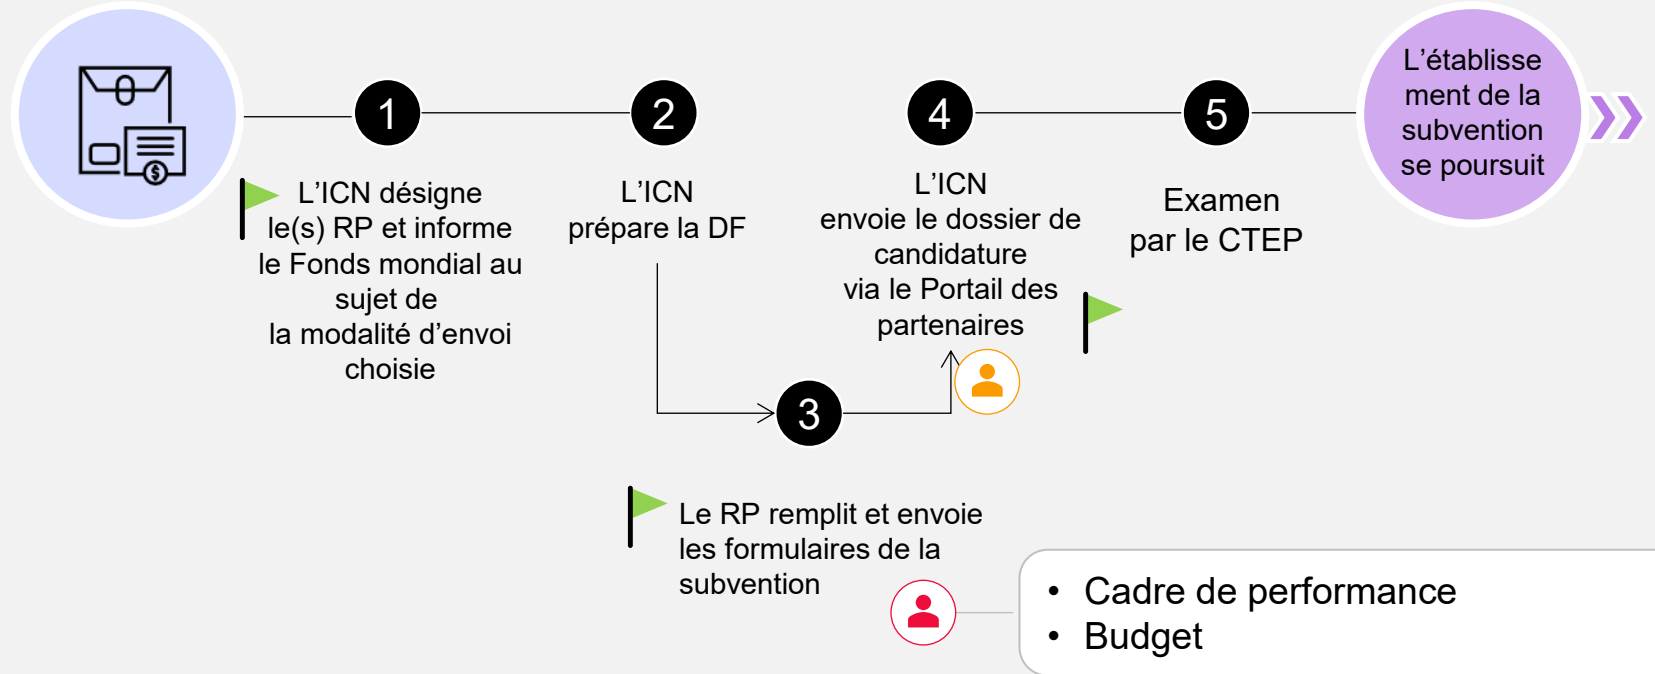 1
L'ICN désigne
le(s) RP et informe
le Fonds mondial au
sujet de
la modalité d'envoi
choisie
2
L'ICN
prépare la DF
3
Le RP remplit et envoie
les formulaires de la
subvention
• Cadre de performance
• Budget
4
L'ICN
envoie le dossier de
candidature
via le Portail des
partenaires
5
Examen
par le CTEP
L'établisse
ment de la
subvention
se poursuit
$